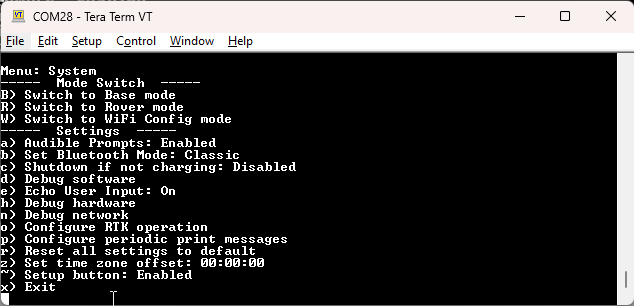 COM28 - Tera Term VT
File Edit Setup Control Window Help
Menu: System
-----  Mode Switch  -----
B) Switch to Base mode
R) Switch to Rover mode
W) Switch to WiFi Config mode
-----  Settings  -----
a) Audible Prompts: Enabled
b) Set Bluetooth Mode: Classic
c) Shutdown if not charging: Disabled
d) Debug software
e) Echo User Input: On
h) Debug hardware
n) Debug network
o) Configure RTK operation
p) Configure periodic print messages
r) Reset all settings to default
z) Set time zone offset: 00:00:00
~) Setup button: Enabled
x) Exit